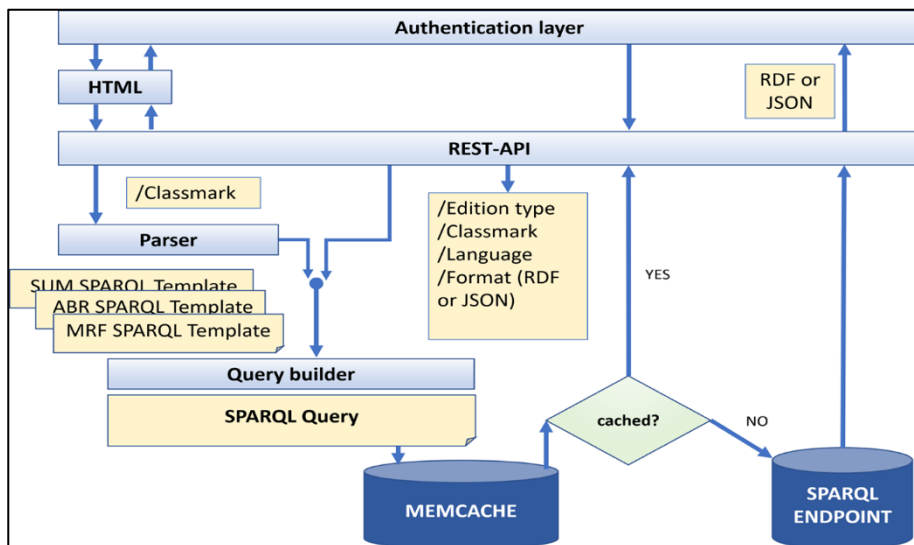 Authentication layer
HTML
RDF or
JSON
REST-API
/Classmark
/Edition type
/Classmark
/Language
/Format (RDF
or JSON)
Parser
YES
SUM SPARQL Template
ABR SPARQL Template
MRF SPARQL Template
Query builder
SPARQL Query
cached?
NO
MEMCACHE
SPARQL
ENDPOINT